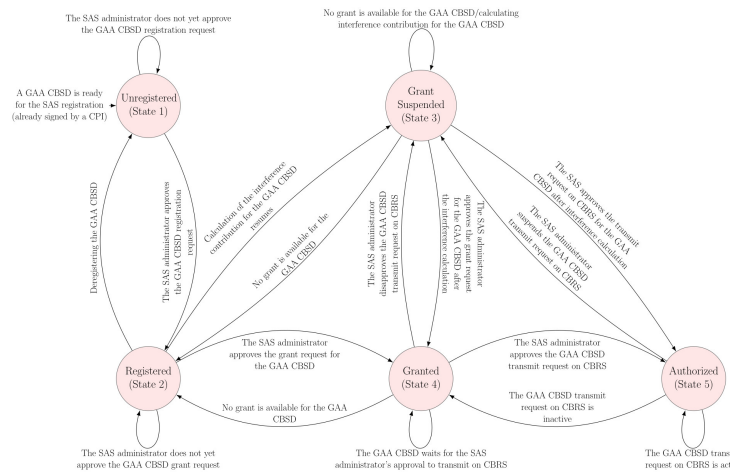 The SAS administrator does not yet approve
the GAA CBSD registration request
No grant is available for the GAA CBSD/calculating
interference contribution for the GAA CBSD
A GAA CBSD is ready
for the SAS registration
(already signed by a CPI)
Unregistered
(State 1)
Grant
Suspended
(State 3)
Deregistering the GAA CBSD
The SAS administrator approves
the GAA CBSD registration
request
Calculation of the interference
contribution for the GAA CBSD
resumes
No grant is available for the
GAA CBSD
The SAS administrator
disapproves the GAA CBSD
transmit request on CBRS
The SAS administrator
approves the grant request
for the GAA CBSD after
the interference calculation
The SAS approves the transmit
request on CBRS for the GAA
CBSD after interference calculation
The SAS administrator
suspends the GAA CBSD
transmit request on CBRS
Registered
(State 2)
The SAS administrator
approves the grant request for
the GAA CBSD
No grant is available for the GAA
CBSD
Granted
(State 4)
The SAS administrator
approves the GAA CBSD
transmit request on CBRS
The GAA CBSD transmit
request on CBRS is
inactive
Authorized
(State 5)
The SAS administrator does not yet
approve the GAA CBSD grant request
The GAA CBSD waits for the SAS
administrator's approval to transmit on CBRS
The GAA CBSD
request on CBRS is